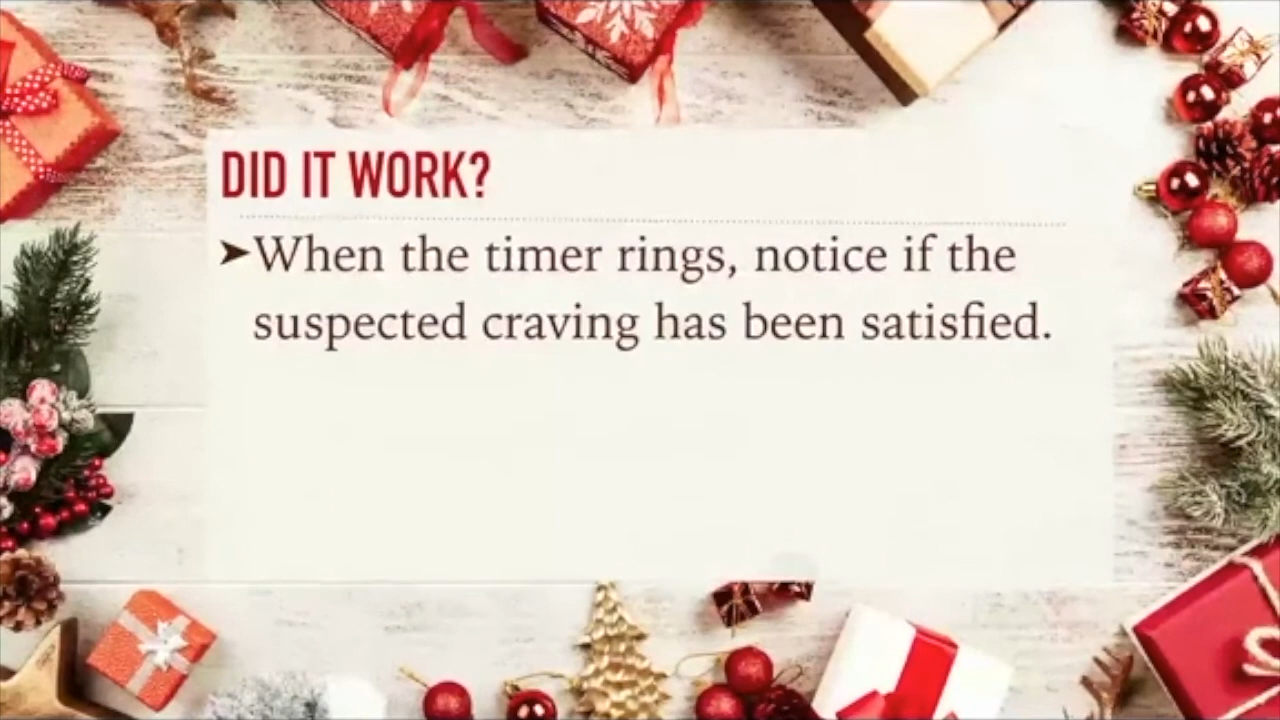 DID IT WORK?
➤When the timer rings, notice if the
suspected craving has been satisfied.